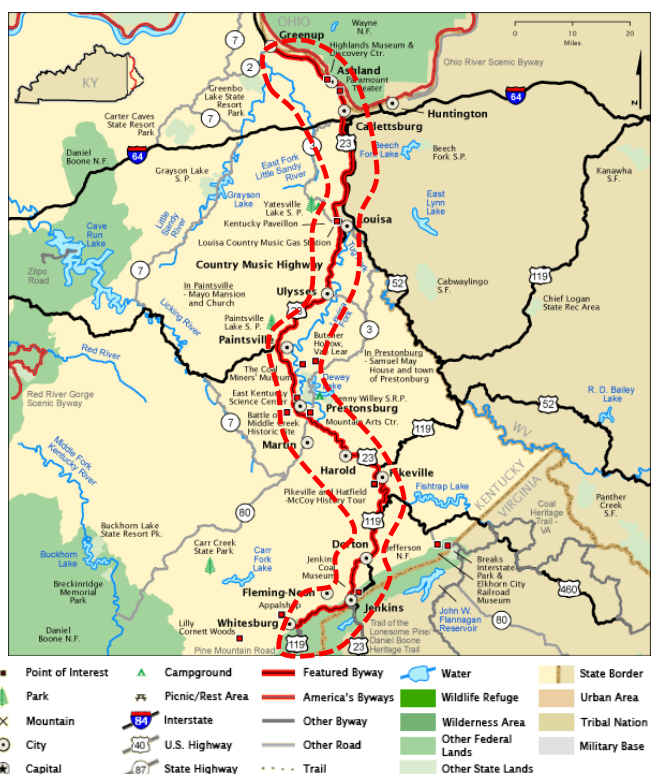 OHIO
KY
Greenup
Wayne
N.F.
Highlands Museum &
Discovery Ctr.
0
20
Miles
N
Ohio River Scenic Byway
7
2
Ashland
Paramount
Theater
Greenbo
Lake State
Resort
Park
Carter Caves
State Resort
Park
7
Huntington
64
Catlettsburg
23
64
Daniel
Boone N.F.
Grayson Lake
S. P.
East Fork
Little Sandy
River
3
Beech
Fork Lake
Beech
Fork S.P.
Kanawha
S.F.
Grayson
Lake
Little
Sandy
River
Yatesville
Lake S. P.
Kentucky Paveillon
East
Lynn
Lake
Louisa
Louisa Country Music Gas Station
Cave
Run
Lake
Zilpo
Road
7
Country Music Highway
119
52
Cabwaylingo
S.F.
In Paintsville
- Mayo Mansion
and Church
Ulysses
Chief Logan
State Rec Area
Licking River
Fork
3
Paintsville
Lake S. P.
Paintsville
Butcher
Hollow,
Van Lear
In Prestonburg
- Samuel May
House and town
of Prestonburg
Red River
The Coal
Miners' Museum
Dewey
Lake
Red River Gorge
Scenic Byway
East Kentucky
Science Center
Jenny Wiley S.R.P.
R. D. Bailey
Lake
Prestonsburg
52
Battle of
Middle Creek
Historic Site
Mountain Arts Ctr.
7
119
WV
Martin
23
Middle Fork
Kentucky River
Harold
Pikeville
KENTUCKY
VIRGINIA
Pikeville and Hatfield
-McCoy History Tour
Fishtrap Lake
Panther
Creek
S.F.
80
119
Coal
Heritage
Trail -
VA
Buckhorn Lake
State Resort Pk.
Carr Creek
State Park
Dorton
Jefferson
N.F.
Buckhorn
Lake
Carr
Fork
Lake
Jenkins
Coal
Museum
Breaks
Interstate
Park &
Elkhorn City
Railroad
Museum
460
Breckinridge
Memorial
Park
Fleming-Neon
Appalshop
Jenkins
John W.
Flannagan
Reservoir
80
Lilly
Cornett Woods
Whitesburg
Daniel
Boone N.F.
119
Pine Mountain Road
23
Trail of the
Lonesome Pine/
Daniel Boone
Heritage Trail
Point of Interest
Campground
Featured Byway
Water
State Border
Park
Picnic/Rest Area
America's Byways
Wildlife Refuge
Urban Area
Mountain
84
Interstate
Other Byway
Wilderness Area
Tribal Nation
City
40
U.S. Highway
Other Road
Other Federal
Lands
Military Base
Capital
87
State Highway
Trail
Other State Lands